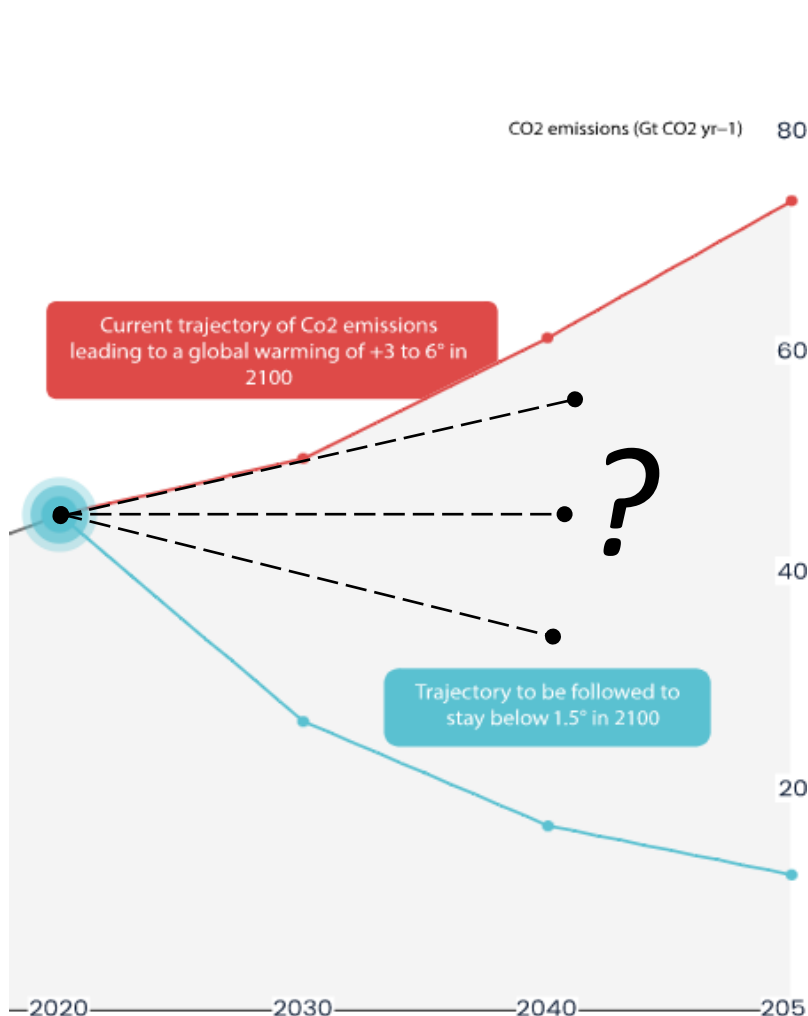 CO2 emissions (Gt CO2 yr–1) 80
Current trajectory of Co2 emissions
leading to a global warming of +3 to 6° in
2100
60
?
40
Trajectory to be followed to
stay below 1.5° in 2100
20
2020 2030 2040 205